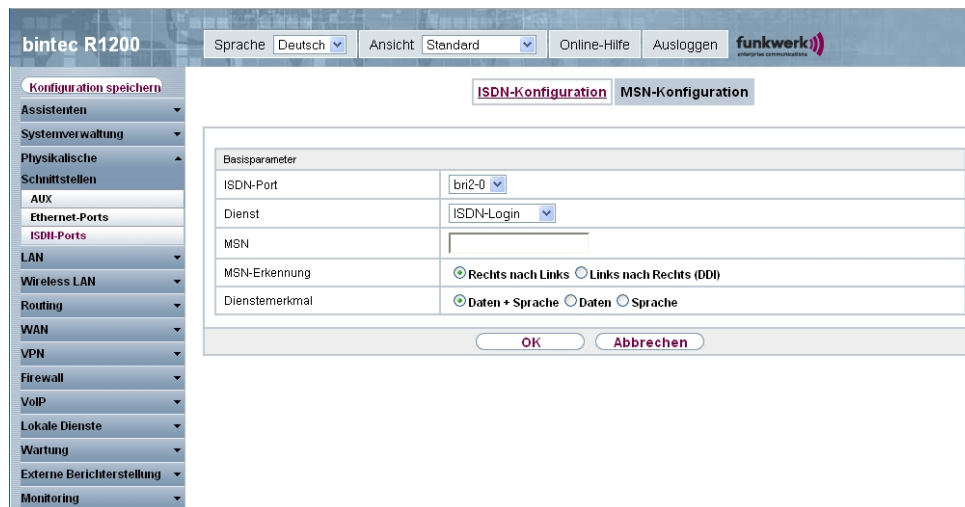 bintec R1200
Sprache Deutsch Ansicht Standard Online-Hilfe Ausloggen funkwerk
enterprise communications
Konfiguration speichern
Assistenten
Systemverwaltung
Physikalische
Schnittstellen
AUX
Ethernet-Ports
ISDN-Ports
LAN
Wireless LAN
Routing
WAN
VPN
Firewall
VoIP
Lokale Dienste
Wartung
Externe Berichterstellung
Monitoring
ISDN-Konfiguration MSN-Konfiguration
Basisparameter
ISDN-Port bri2-0
Dienst ISDN-Login
MSN
MSN-Erkennung Rechts nach Links Links nach Rechts (DDI)
Dienstemerkmal Daten + Sprache Daten Sprache
OK Abbrechen